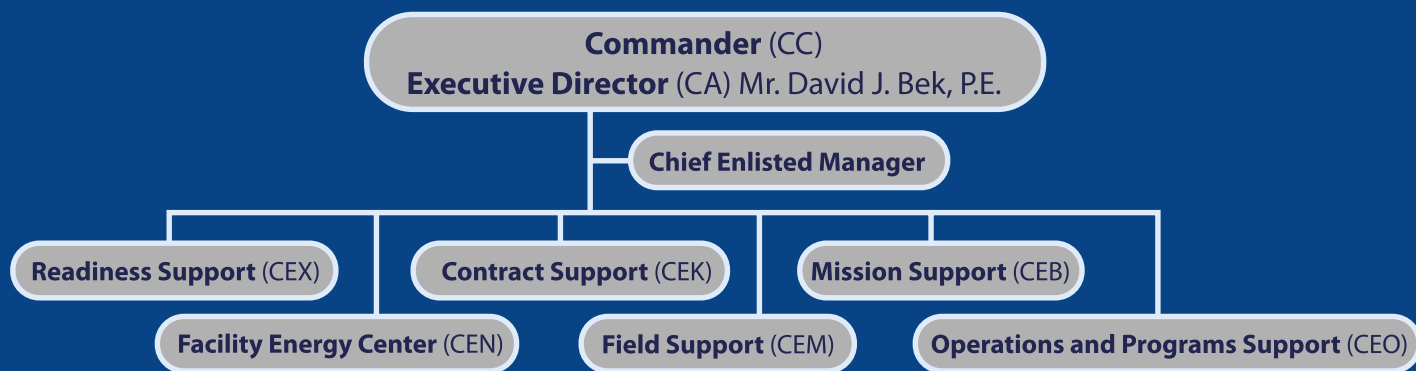 Commander (CC)
Executive Director (CA) Mr. David J. Bek, P.E.
Chief Enlisted Manager
Readiness Support (CEX)
Contract Support (CEK)
Mission Support (CEB)
Facility Energy Center (CEN)
Field Support (CEM)
Operations and Programs Support (CEO)